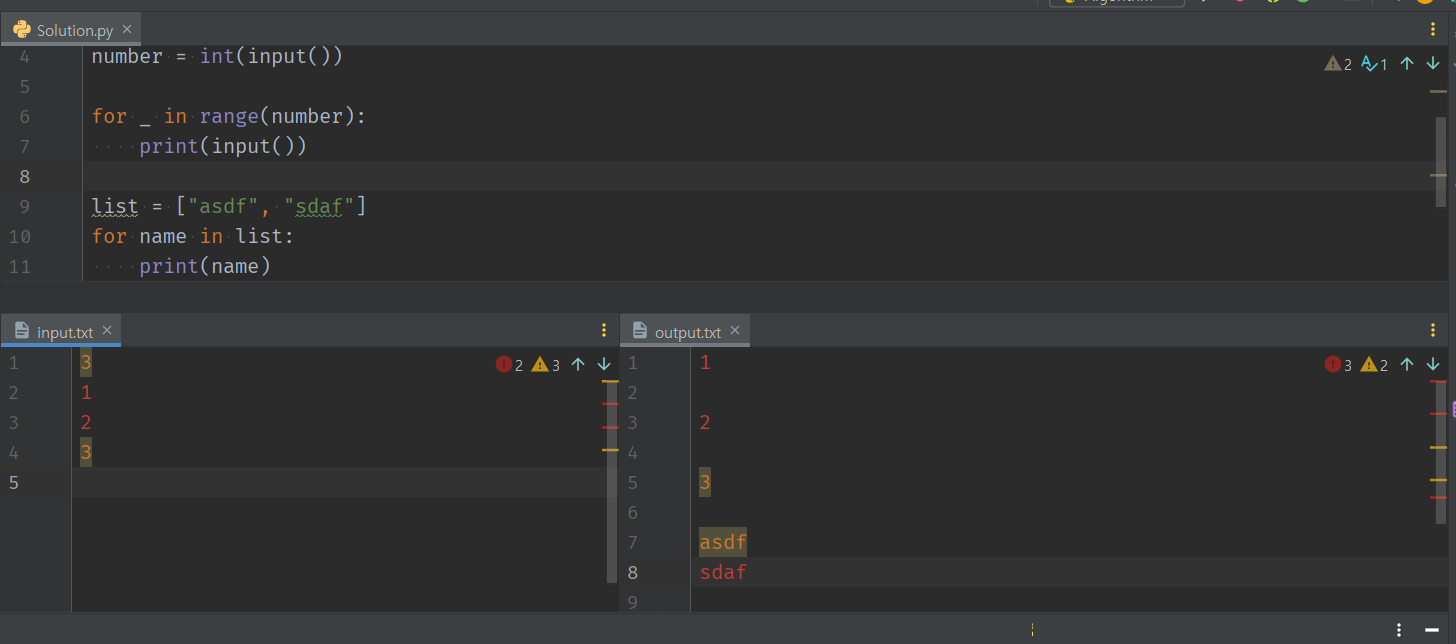 Solution.py
4 number = int(input())
2 1
5
6 for _ in range(number):
7 print(input())
8
9 list = ["asdf", "sdaf"]
10 for name in list:
11 print(name)
input.txt
1 3
2 3
2 1
3 2
4 3
5
output.txt
1 1
3 2
2
3 2
4
5 3
6
7 asdf
8 sdaf
9